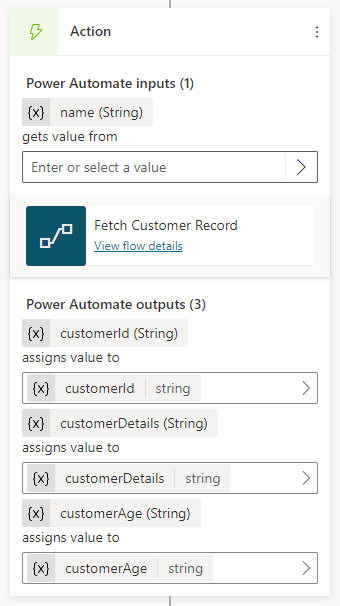 Action
Power Automate inputs (1)
{x} name (String)
gets value from
Enter or select a value
Fetch Customer Record
View flow details
Power Automate outputs (3)
{x} customerId (String)
assigns value to
{x} customerId string
{x} customerDetails (String)
assigns value to
{x} customerDetails string
{x} customerAge (String)
assigns value to
{x} customerAge string